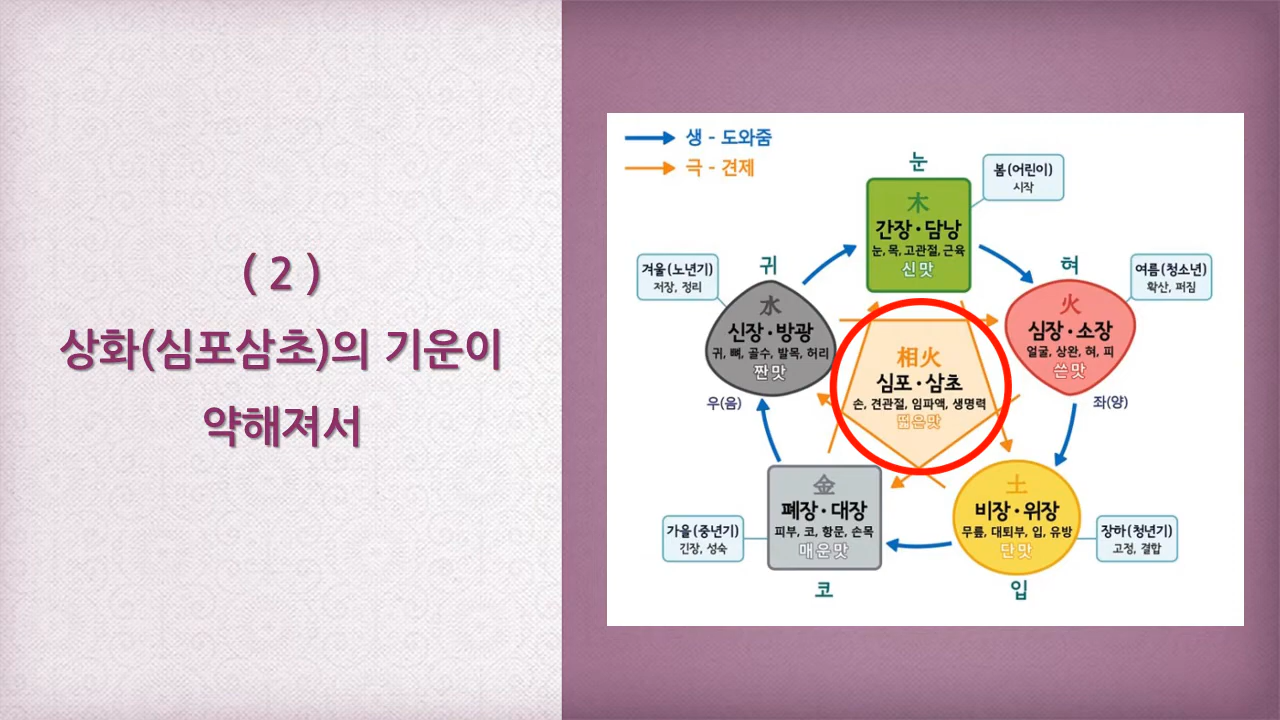 ( 2 )
상화(심포삼초)의 기운이
약해져서
생 - 도와줌
극 - 견제
눈
봄(어린이)
시작
木
간장·담낭
눈, 목, 고관절, 근육
신맛
겨울(노년기)
저장, 정리
귀
혀
여름(청소년)
확산, 퍼짐
水
신장·방광
귀, 뼈, 골수, 발목, 허리
짠맛
火
심장·소장
얼굴, 상완, 혀, 피
쓴맛
相火
심포·삼초
손, 견관절, 임파액, 생명력
떫은맛
우(음)
좌(양)
金
폐장·대장
피부, 코, 항문, 손목
매운맛
土
비장·위장
무릎, 대퇴부, 입, 유방
단맛
가을(중년기)
긴장, 성숙
장하(청년기)
고정, 결합
코
입